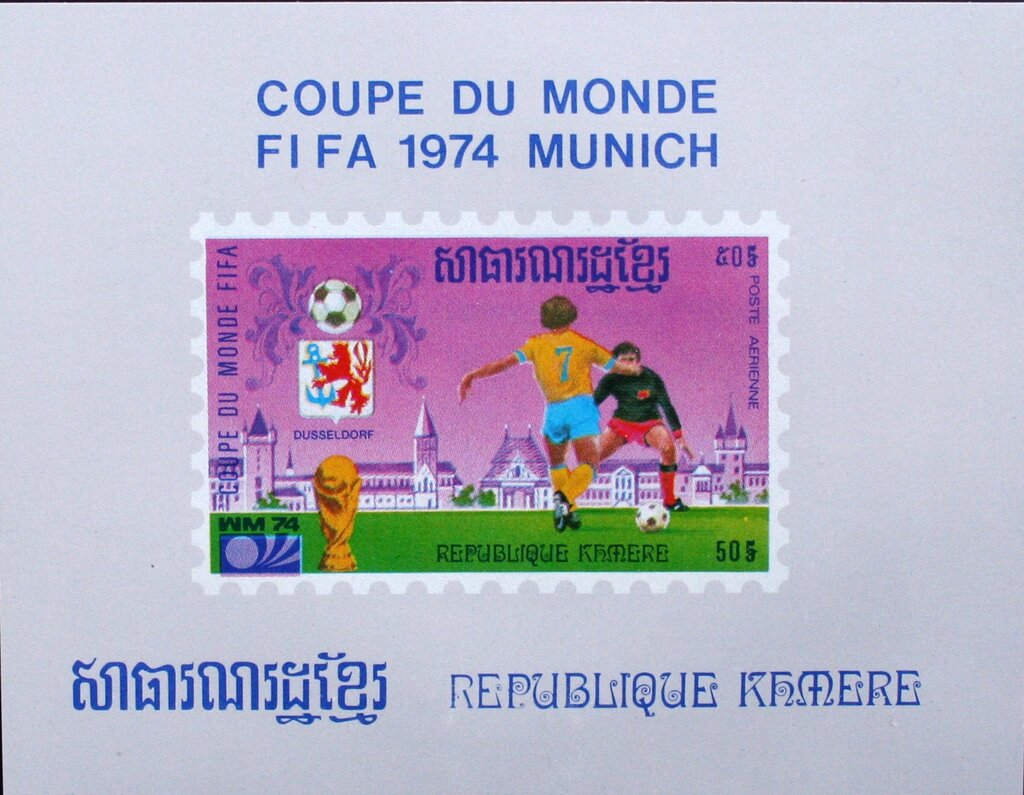 COUPE DU MONDE
FIFA 1974 MUNICH
COUPE DU MONDE FIFA
សាធារណរដ្ឋខ្មែរ
៥០៛
POSTE AERIENNE
7
DUSSELDORF
WM 74
REPUBLIQUE KHMERE
50៛
សាធារណរដ្ឋខ្មែរ REPUBLIQUE KHMERE